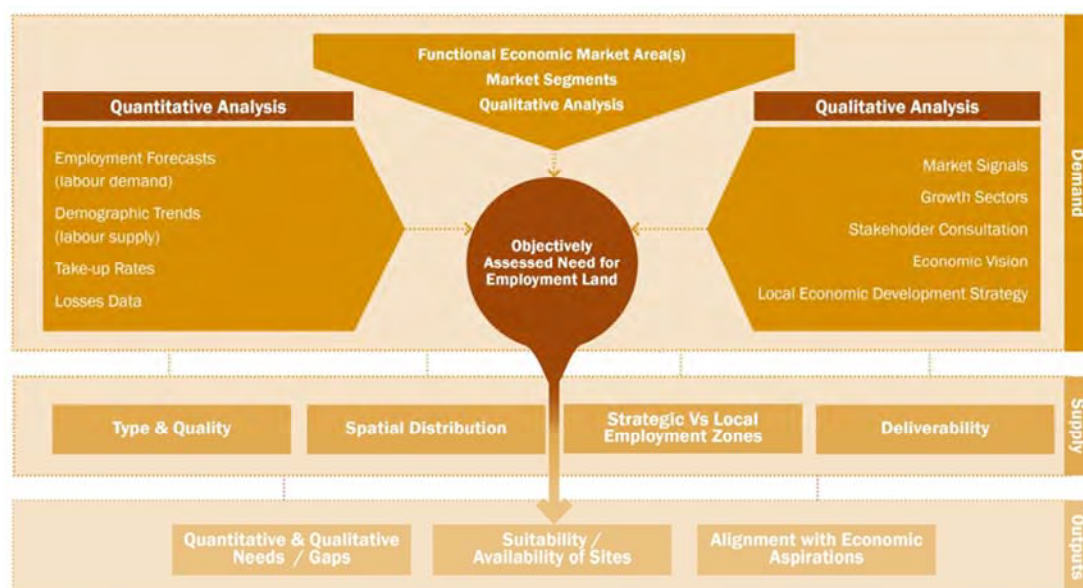 Functional Economic Market Area(s)
Market Segments
Qualitative Analysis
Quantitative Analysis
Employment Forecasts
(labour demand)
Demographic Trends
(labour supply)
Take-up Rates
Losses Data
Objectively
Assessed Need for
Employment Land
Qualitative Analysis
Market Signals
Growth Sectors
Stakeholder Consultation
Economic Vision
Local Economic Development Strategy
Demand
Type & Quality
Spatial Distribution
Strategic Vs Local
Employment Zones
Deliverability
Supply
Quantitative & Qualitative
Needs / Gaps
Suitability /
Availability of Sites
Alignment with Economic
Aspirations
Outputs